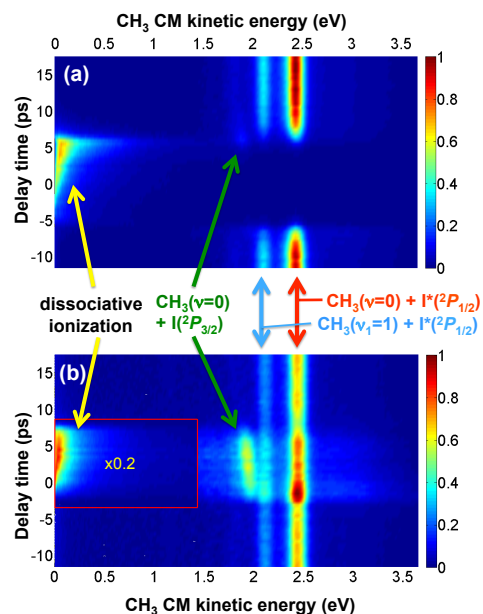 CH₃ CM kinetic energy (eV)
0 0.5 1 1.5 2 2.5 3 3.5
(a)
Delay time (ps)
15
10
5
0
-5
-10
1
0.8
0.6
0.4
0.2
0
dissociative
ionization
CH₃(ν=0)
+ I(²P₃/₂)
CH₃(ν=0) + I*(²P₁/₂)
CH₃(ν₁=1) + I*(²P₁/₂)
(b)
x0.2
Delay time (ps)
15
10
5
0
-5
-10
1
0.8
0.6
0.4
0.2
0
0 0.5 1 1.5 2 2.5 3 3.5
CH₃ CM kinetic energy (eV)